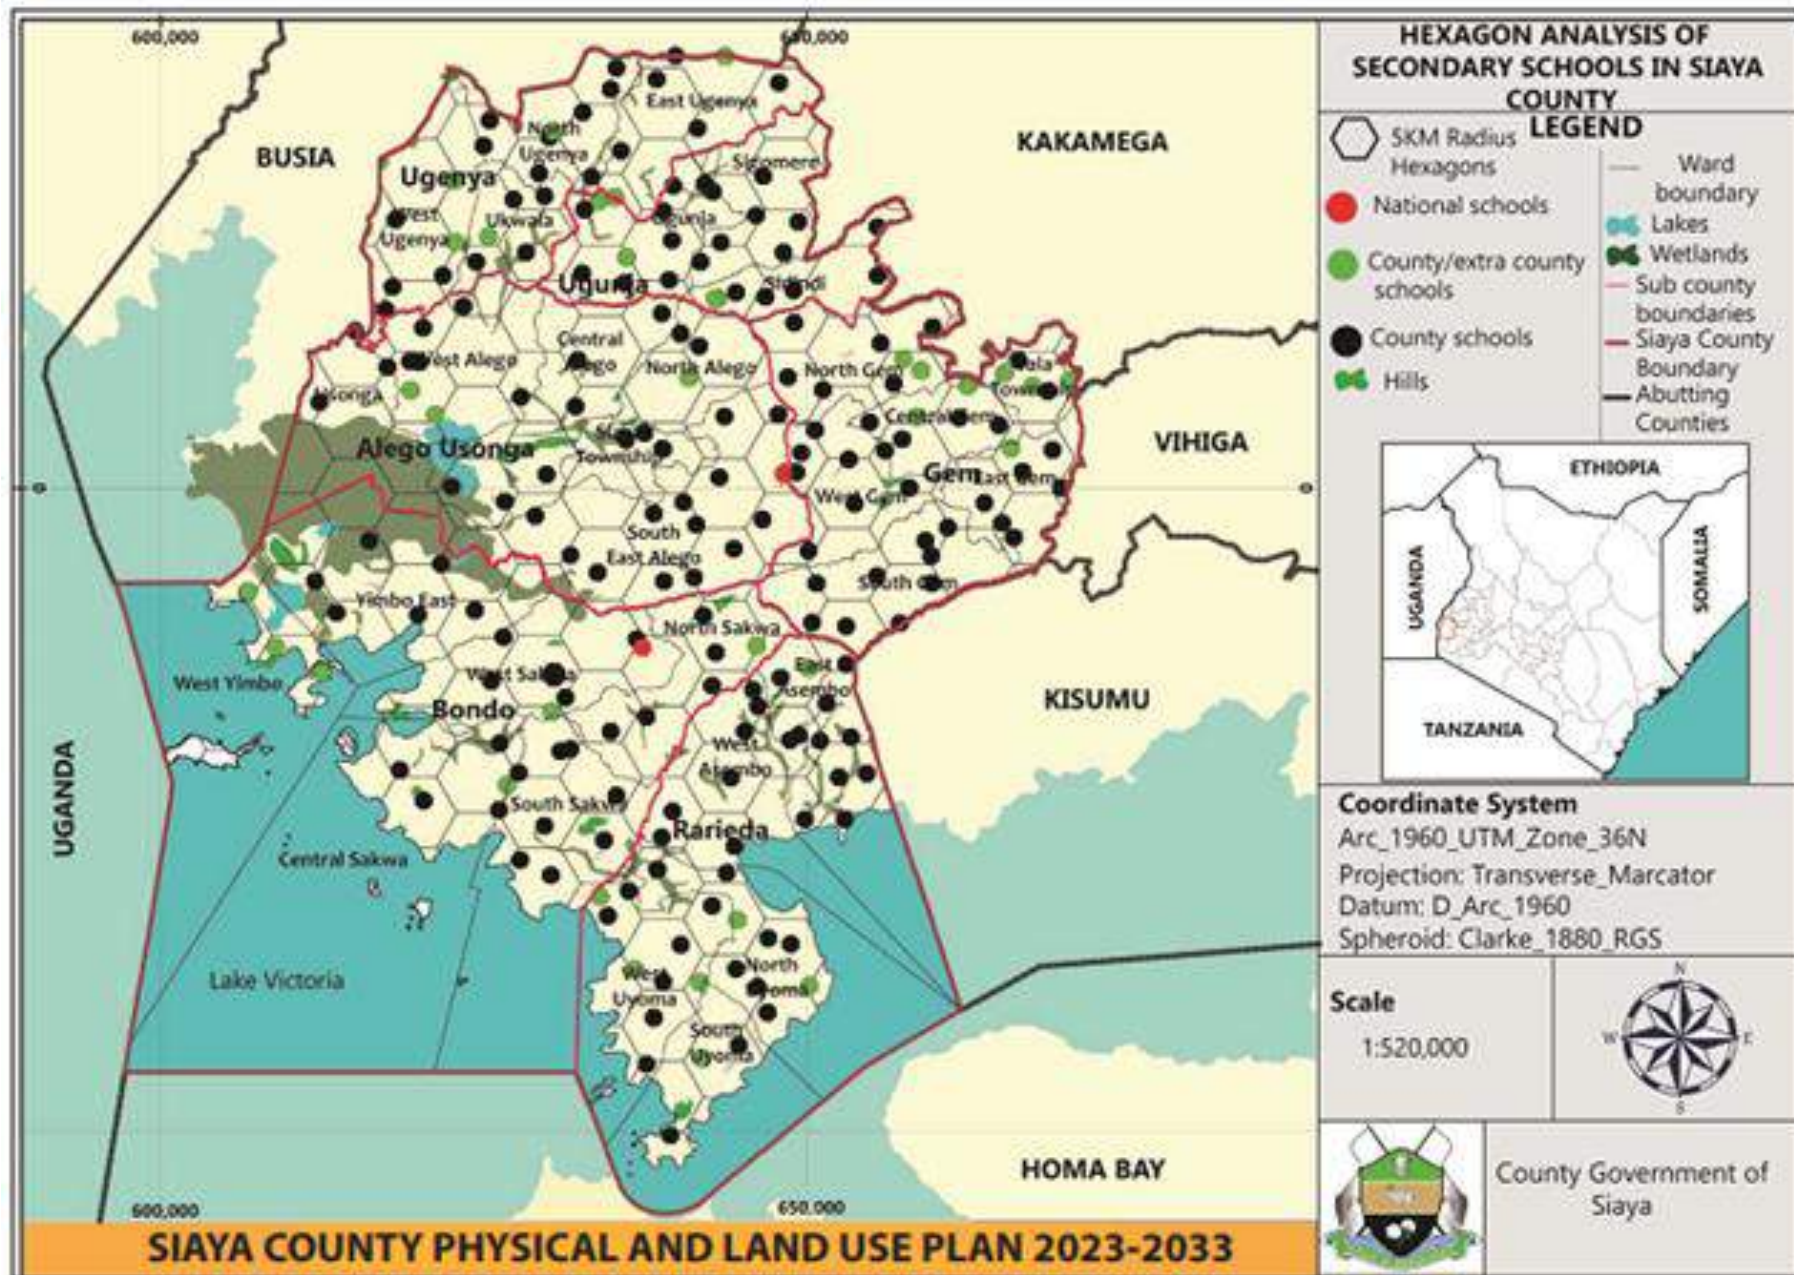 600,000
HEXAGON ANALYSIS OF
SECONDARY SCHOOLS IN SIAYA
COUNTY
LEGEND
5KM Radius
Hexagons
National schools
County/extra county
schools
County schools
Hills
Ward
boundary
Lakes
Wetlands
Sub county
boundaries
Siaya County
Boundary
Abutting
Counties
BUSIA
KAKAMEGA
VIHIGA
KISUMU
HOMA BAY
UGANDA
East Ugenya
North
Ugenya
Sigomere
Ugenya
West
Ugenya
Ukwala
Ugunja
Ugunja
Sidindi
West Alego
Central
Alego
North Alego
North Gem
Usonga
Central Gem
Alego Usonga
Township
Gem
East Gem
West Gem
0
0
South
East Alego
South Gem
Yimbo East
North Sakwa
West Sakwa
East
Asembo
West Yimbo
Bondo
West
Asembo
South Sakwa
Rarieda
Central Sakwa
Lake Victoria
West
Uyoma
North
Uyoma
South
Uyoma
600,000
650,000
ETHIOPIA
UGANDA
SOMALIA
TANZANIA
Coordinate System
Arc_1960_UTM_Zone_36N
Projection: Transverse_Marcator
Datum: D_Arc_1960
Spheroid: Clarke_1880_RGS
Scale
1:520,000
N
W
E
S
County Government of
Siaya
SIAYA COUNTY PHYSICAL AND LAND USE PLAN 2023-2033